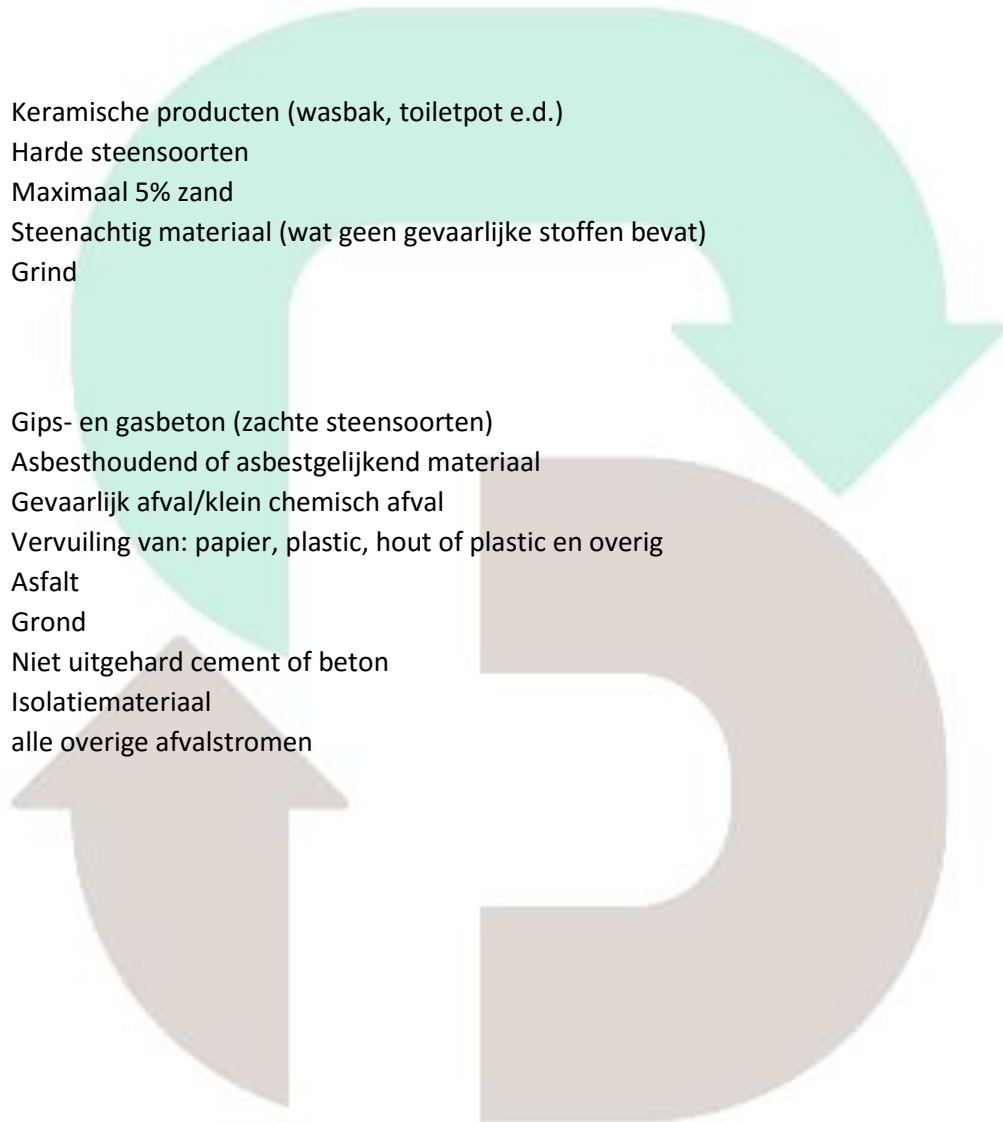 Keramische producten (wasbak, toiletpot e.d.)
Harde steensoorten
Maximaal 5% zand
Steenachtig materiaal (wat geen gevaarlijke stoffen bevat)
Grind
Gips- en gasbeton (zachte steensoorten)
Asbesthoudend of asbestgelijkend materiaal
Gevaarlijk afval/klein chemisch afval
Vervuiling van: papier, plastic, hout of plastic en overig
Asfalt
Grond
Niet uitgehard cement of beton
Isolatiemateriaal
alle overige afvalstromen